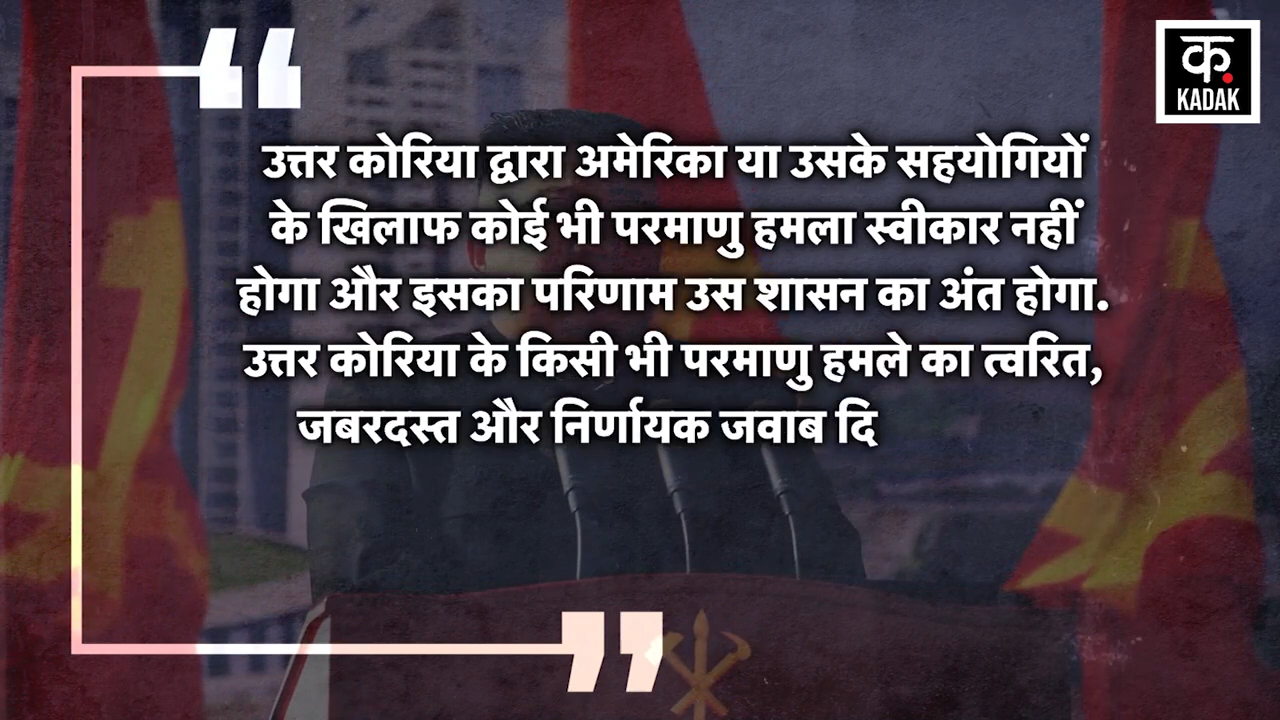 क.
KADAK
“
उत्तर कोरिया द्वारा अमेरिका या उसके सहयोगियों
के खिलाफ कोई भी परमाणु हमला स्वीकार नहीं
होगा और इसका परिणाम उस शासन का अंत होगा.
उत्तर कोरिया के किसी भी परमाणु हमले का त्वरित,
जबरदस्त और निर्णायक जवाब दि
”